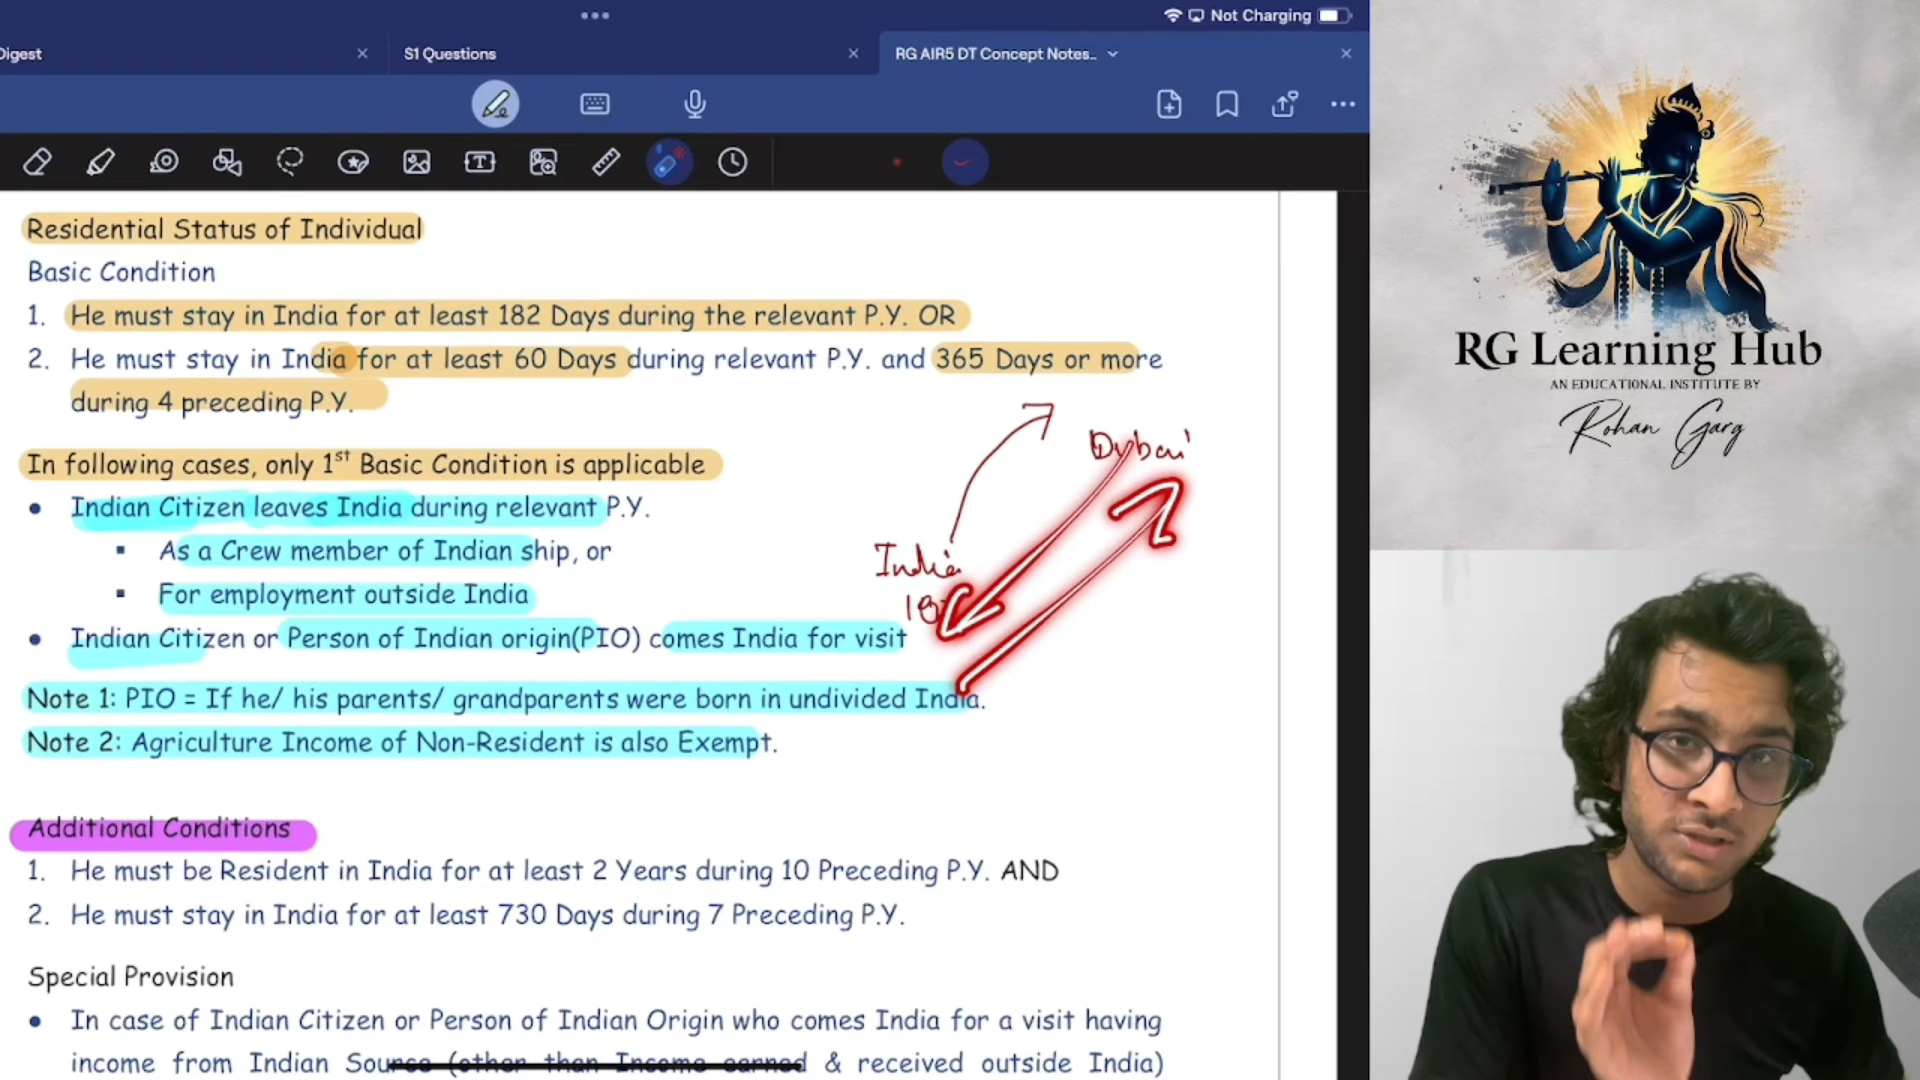 Not Charging
Digest
S1 Questions
RG AIR5 DT Concept Notes..
Residential Status of Individual
Basic Condition
1. He must stay in India for at least 182 Days during the relevant P.Y. OR
2. He must stay in India for at least 60 Days during relevant P.Y. and 365 Days or more
during 4 preceding P.Y.
In following cases, only 1st Basic Condition is applicable
• Indian Citizen leaves India during relevant P.Y.
▪ As a Crew member of Indian ship, or
▪ For employment outside India
• Indian Citizen or Person of Indian origin(PIO) comes India for visit
Note 1: PIO = If he/ his parents/ grandparents were born in undivided India.
Note 2: Agriculture Income of Non-Resident is also Exempt.
Dubai
India
Additional Conditions
1. He must be Resident in India for at least 2 Years during 10 Preceding P.Y. AND
2. He must stay in India for at least 730 Days during 7 Preceding P.Y.
Special Provision
• In case of Indian Citizen or Person of Indian Origin who comes India for a visit having
income from Indian Source (other than Income earned & received outside India)
RG Learning Hub
AN EDUCATIONAL INSTITUTE BY
Rohan Garg